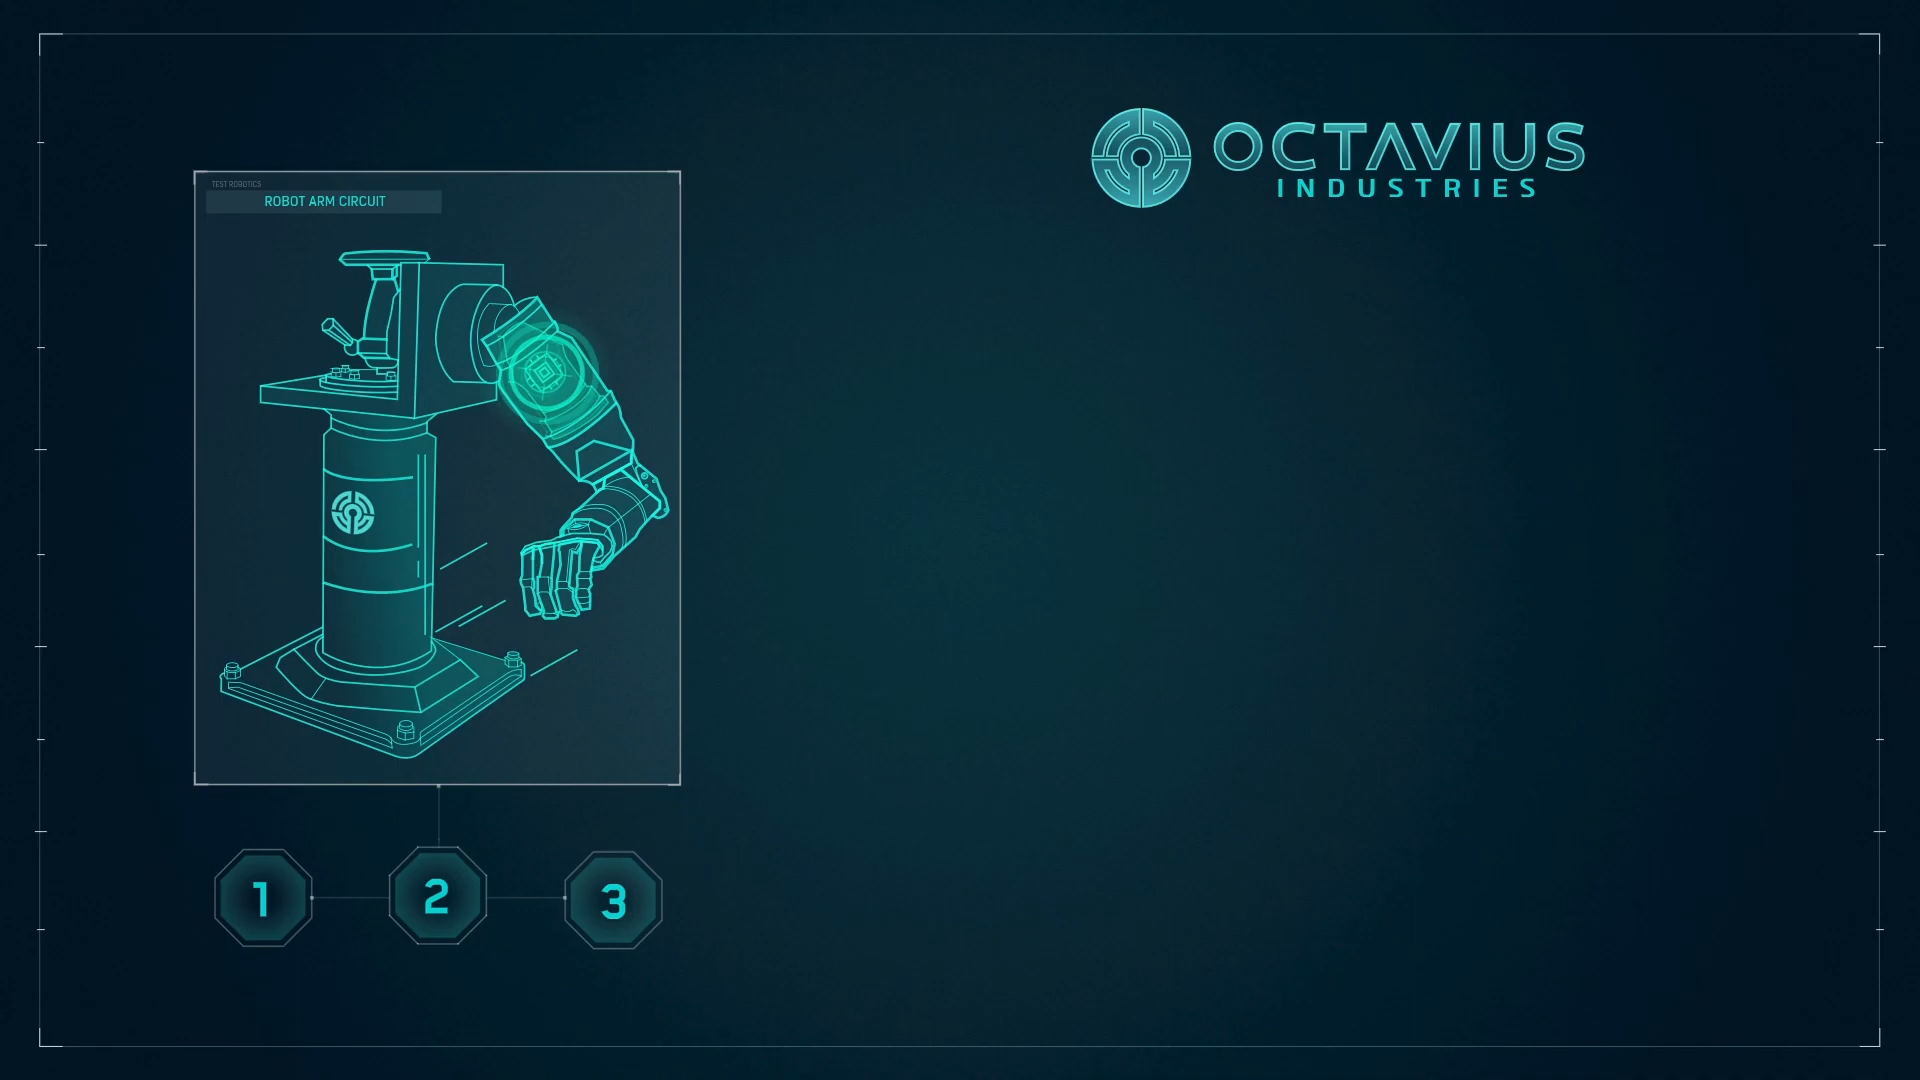 OCTAVIUS
INDUSTRIES
TEST ROBOTICS
ROBOT ARM CIRCUIT
1
2
3